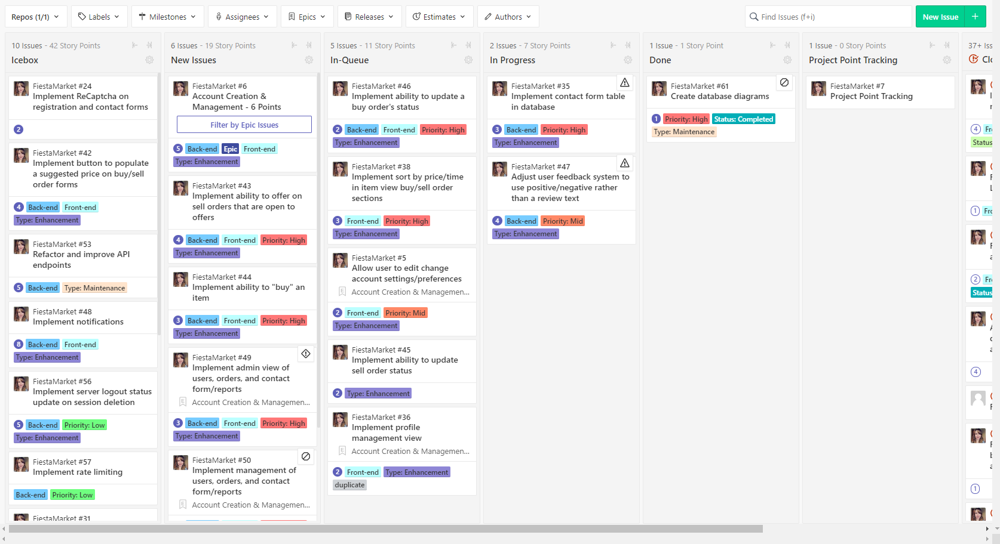 Repos (1/1)
Labels
Milestones
Assignees
Epics
Releases
Estimates
Authors
Find Issues (f+i)
New Issue
10 Issues - 42 Story Points
Icebox
FiestaMarket #24
Implement ReCaptcha on
registration and contact forms
2
FiestaMarket #42
Implement button to populate
a suggested price on buy/sell
order forms
4 Back-end Front-end
Type: Enhancement
FiestaMarket #53
Refactor and improve API
endpoints
5 Back-end Type: Maintenance
FiestaMarket #48
Implement notifications
8 Back-end Front-end
Type: Enhancement
FiestaMarket #56
Implement server logout status
update on session deletion
5 Back-end Priority: Low
Type: Enhancement
FiestaMarket #57
Implement rate limiting
Back-end Priority: Low
FiestaMarket #31
6 Issues - 19 Story Points
New Issues
FiestaMarket #6
Account Creation &
Management - 6 Points
Filter by Epic Issues
5 Back-end Epic Front-end
Type: Enhancement
FiestaMarket #43
Implement ability to offer on
sell orders that are open to
offers
4 Back-end Front-end Priority: High
Type: Enhancement
FiestaMarket #44
Implement ability to "buy" an
item
3 Back-end Front-end Priority: High
Type: Enhancement
FiestaMarket #49
Implement admin view of
users, orders, and contact
form/reports
Account Creation & Managemen...
3 Back-end Front-end Priority: High
Type: Enhancement
FiestaMarket #50
Implement management of
users, orders, and contact
form/reports
Account Creation & Managemen...
5 Issues - 11 Story Points
In-Queue
FiestaMarket #46
Implement ability to update a
buy order's status
2 Back-end Front-end Priority: High
Type: Enhancement
FiestaMarket #38
Implement sort by price/time
in item view buy/sell order
sections
3 Front-end Priority: High
Type: Enhancement
FiestaMarket #5
Allow user to edit change
account settings/preferences
Account Creation & Managemen...
2 Front-end Priority: Mid
Type: Enhancement
FiestaMarket #45
Implement ability to update
sell order status
2 Type: Enhancement
FiestaMarket #36
Implement profile
management view
Account Creation & Managemen...
2 Front-end Type: Enhancement
duplicate
2 Issues - 7 Story Points
In Progress
FiestaMarket #35
Implement contact form table
in database
3 Back-end Priority: High
Type: Enhancement
FiestaMarket #47
Adjust user feedback system to
use positive/negative rather
than a review text
4 Back-end Priority: Mid
Type: Enhancement
1 Issue - 1 Story Point
Done
FiestaMarket #61
Create database diagrams
1 Priority: High Status: Completed
Type: Maintenance
1 Issue - 0 Story Points
Project Point Tracking
FiestaMarket #7
Project Point Tracking
37+ Iss
Clo
4 Fr
Status:
1 Fr
2 Fr
Status
4
1